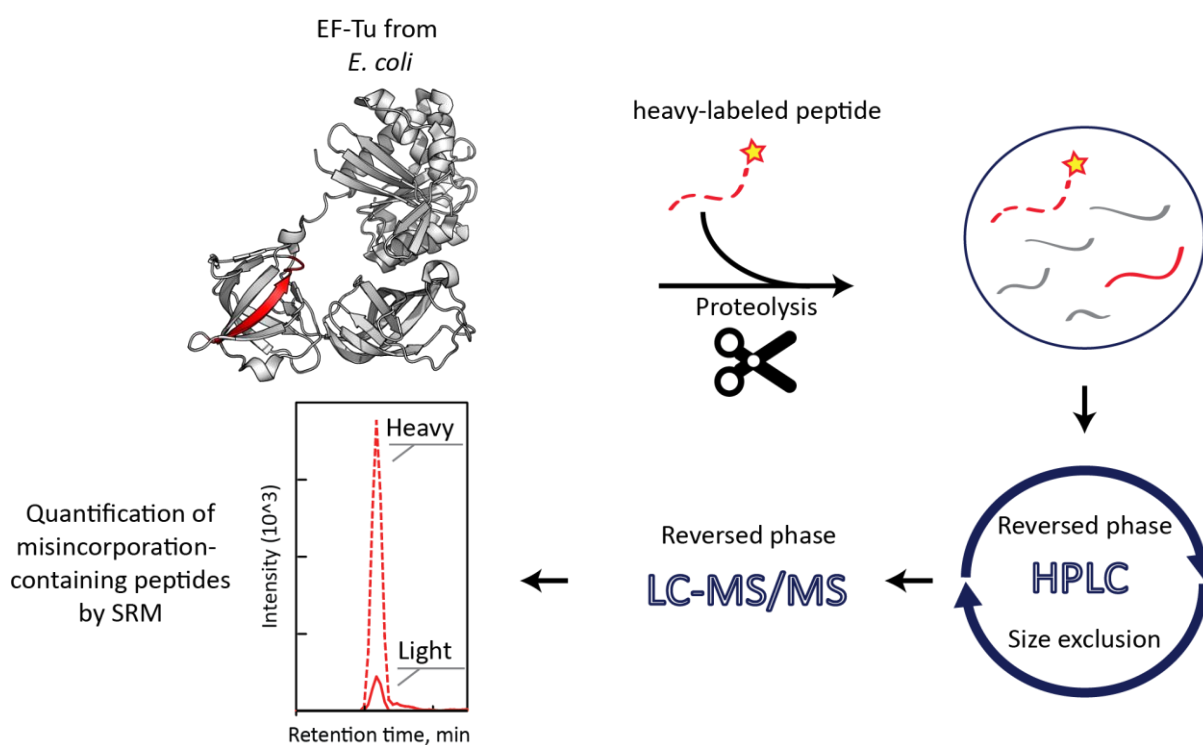 EF-Tu from
E. coli
heavy-labeled peptide
Proteolysis
Reversed phase
HPLC
Size exclusion
Reversed phase
LC-MS/MS
Heavy
Light
Intensity (10^3)
Retention time, min
Quantification of
misincorporation-
containing peptides
by SRM